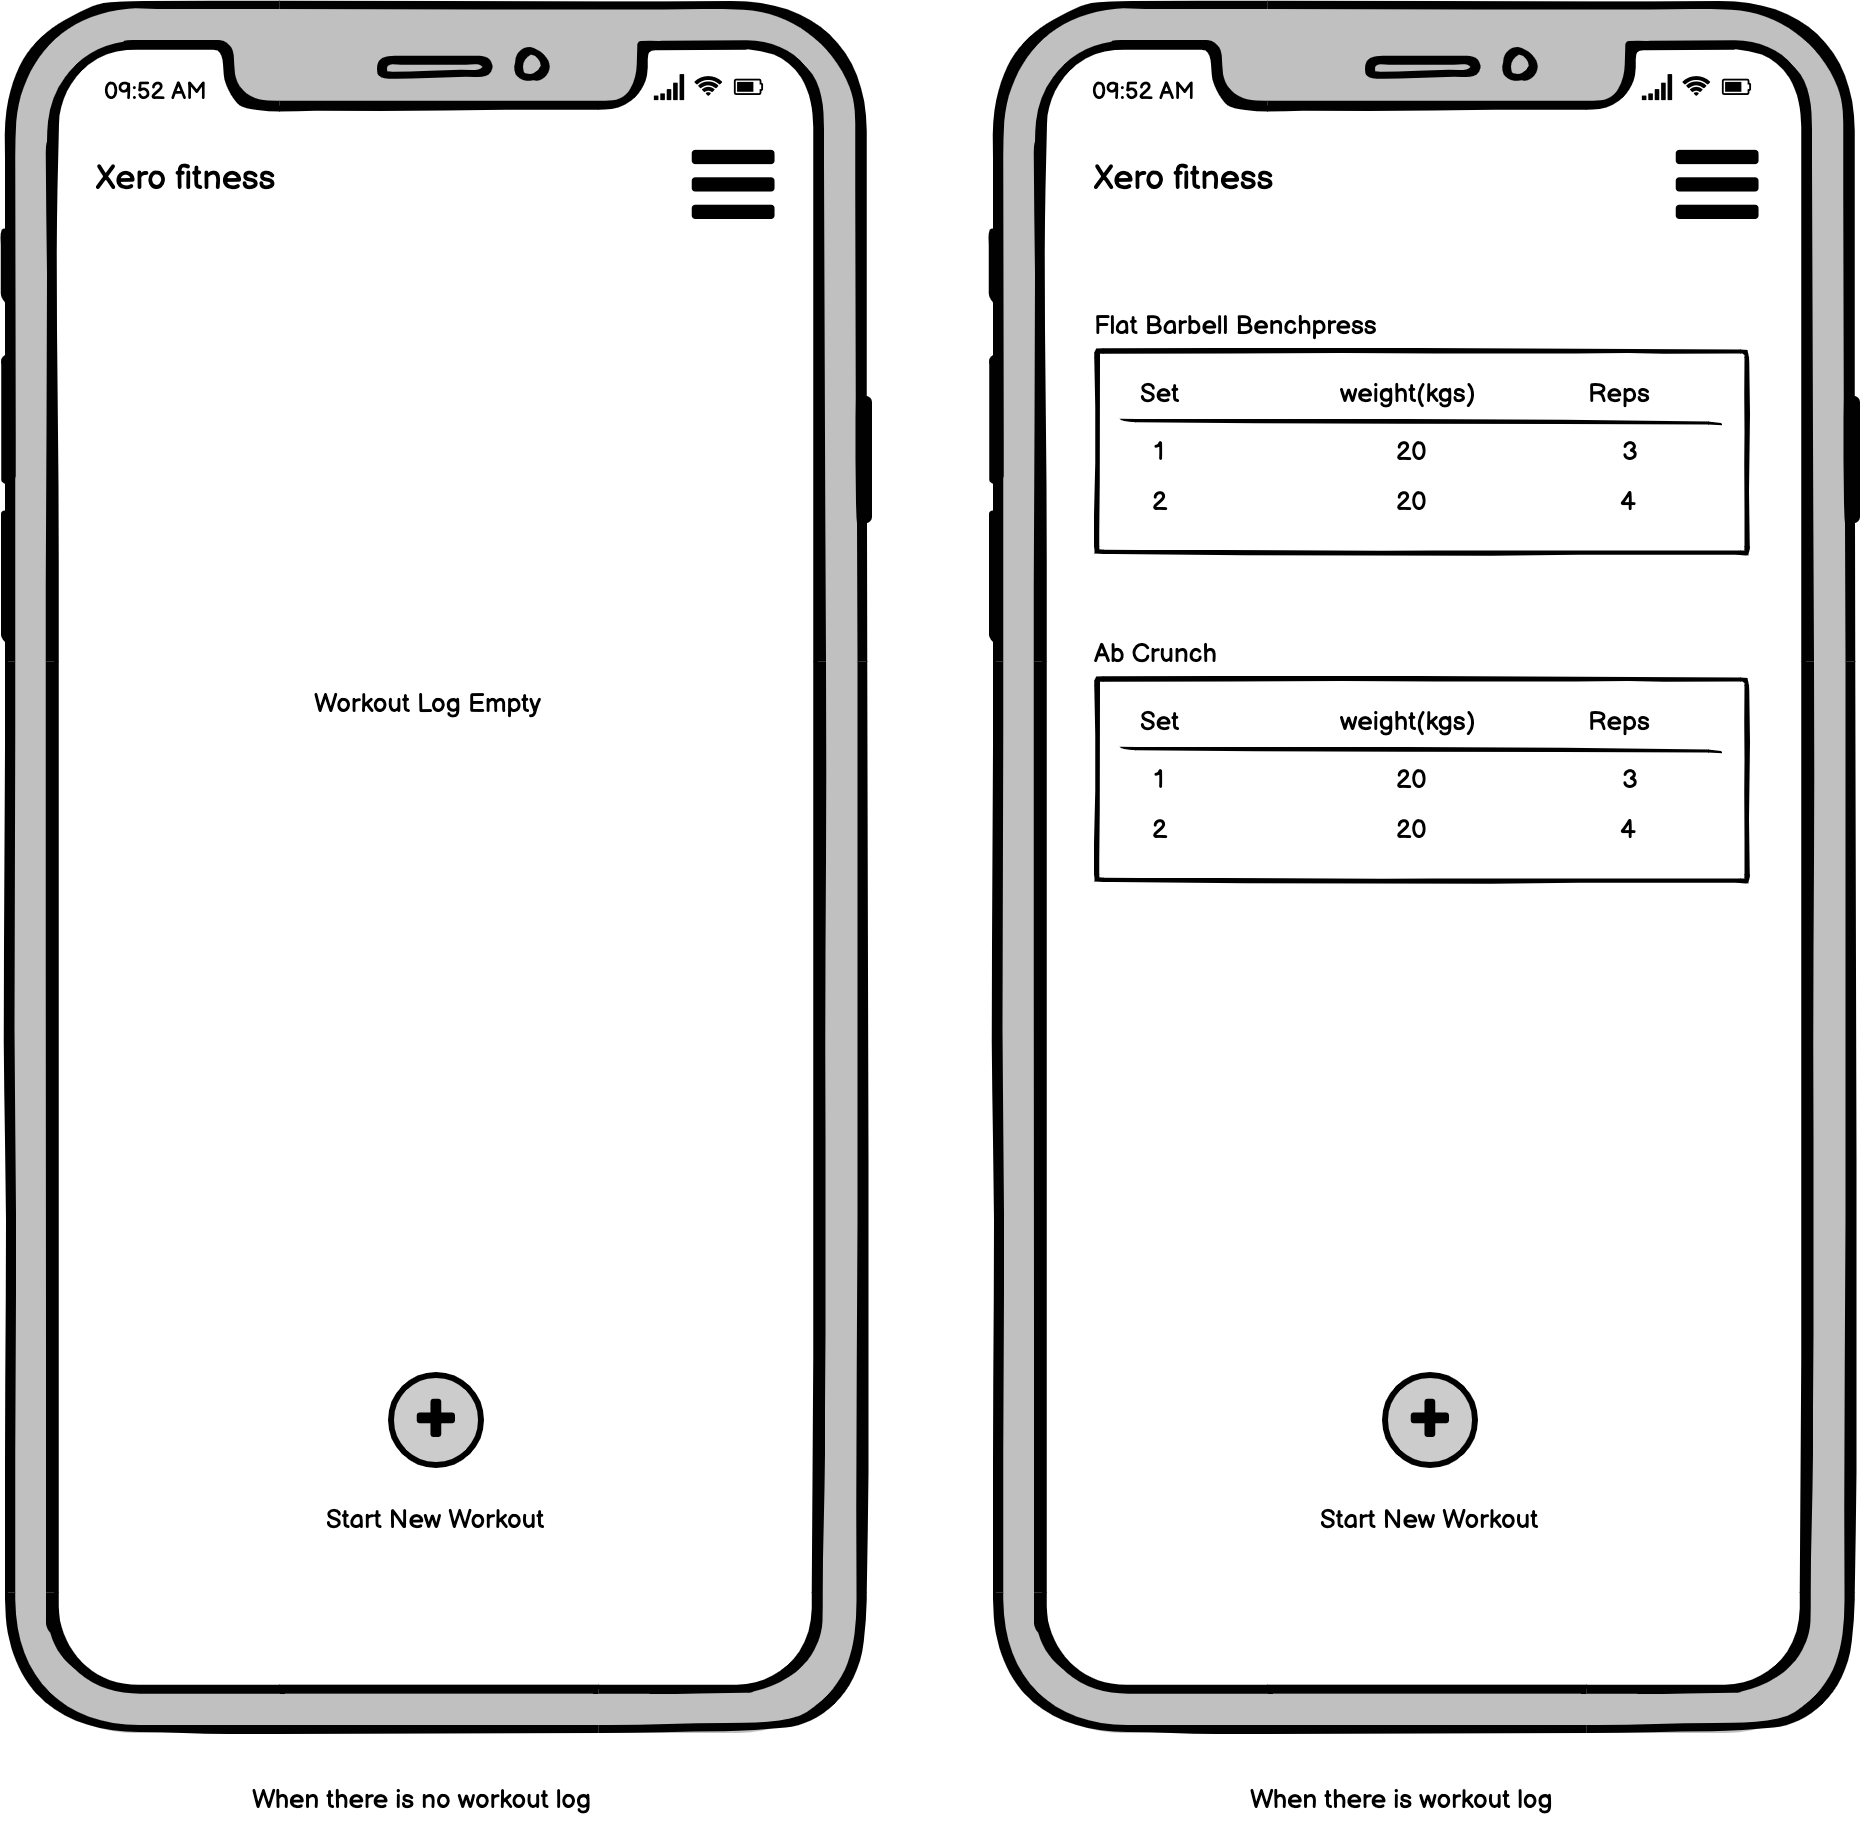 09:52 AM
Xero fitness
Workout Log Empty
Start New Workout
When there is no workout log
09:52 AM
Xero fitness
Flat Barbell Benchpress
Set weight(kgs) Reps
1 20 3
2 20 4
Ab Crunch
Set weight(kgs) Reps
1 20 3
2 20 4
Start New Workout
When there is workout log